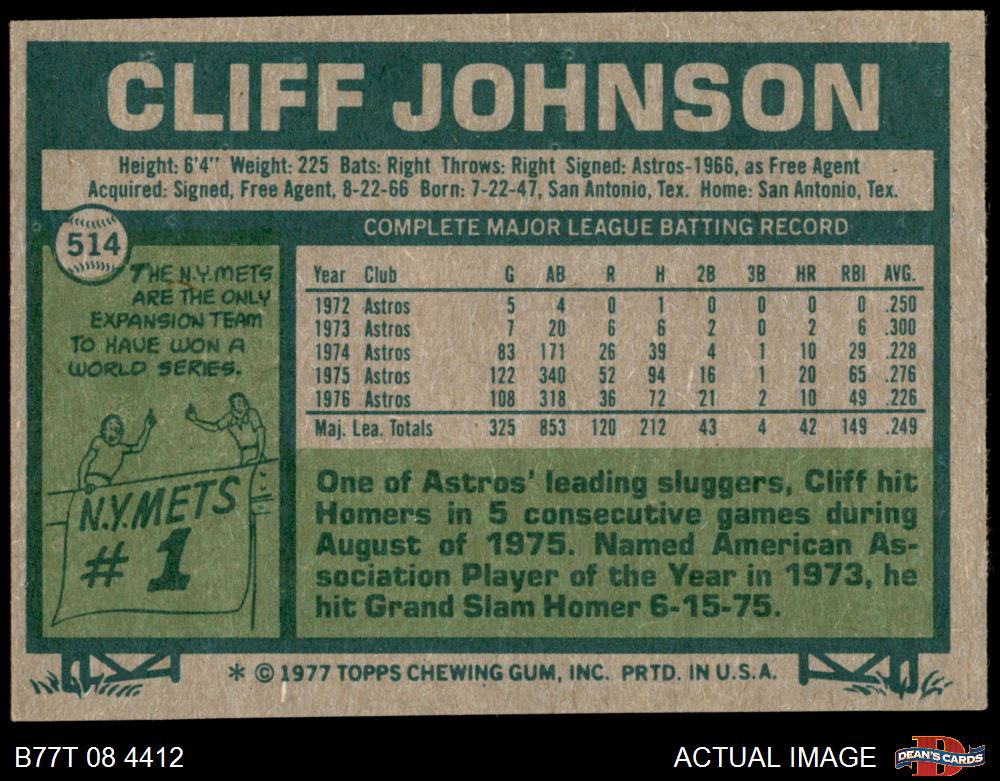 CLIFF JOHNSON
Height: 6'4" Weight: 225 Bats: Right Throws: Right Signed: Astros-1966, as Free Agent
Acquired: Signed, Free Agent, 8-22-66 Born: 7-22-47, San Antonio, Tex. Home: San Antonio, Tex.
514
THE N.Y. METS
ARE THE ONLY
EXPANSION TEAM
TO HAVE WON A
WORLD SERIES.
N.Y. METS
# 1
COMPLETE MAJOR LEAGUE BATTING RECORD
Year Club G AB R H 2B 3B HR RBI AVG.
1972 Astros 5 4 0 1 0 0 0 0 .250
1973 Astros 7 20 6 6 2 0 2 6 .300
1974 Astros 83 171 26 39 4 1 10 29 .228
1975 Astros 122 340 52 94 16 1 20 65 .276
1976 Astros 108 318 36 72 21 2 10 49 .226
Maj. Lea. Totals 325 853 120 212 43 4 42 149 .249
One of Astros' leading sluggers, Cliff hit
Homers in 5 consecutive games during
August of 1975. Named American As-
sociation Player of the Year in 1973, he
hit Grand Slam Homer 6-15-75.
* © 1977 TOPPS CHEWING GUM, INC. PRTD. IN U.S.A.
B77T 08 4412
ACTUAL IMAGE
D
DEAN'S CARDS